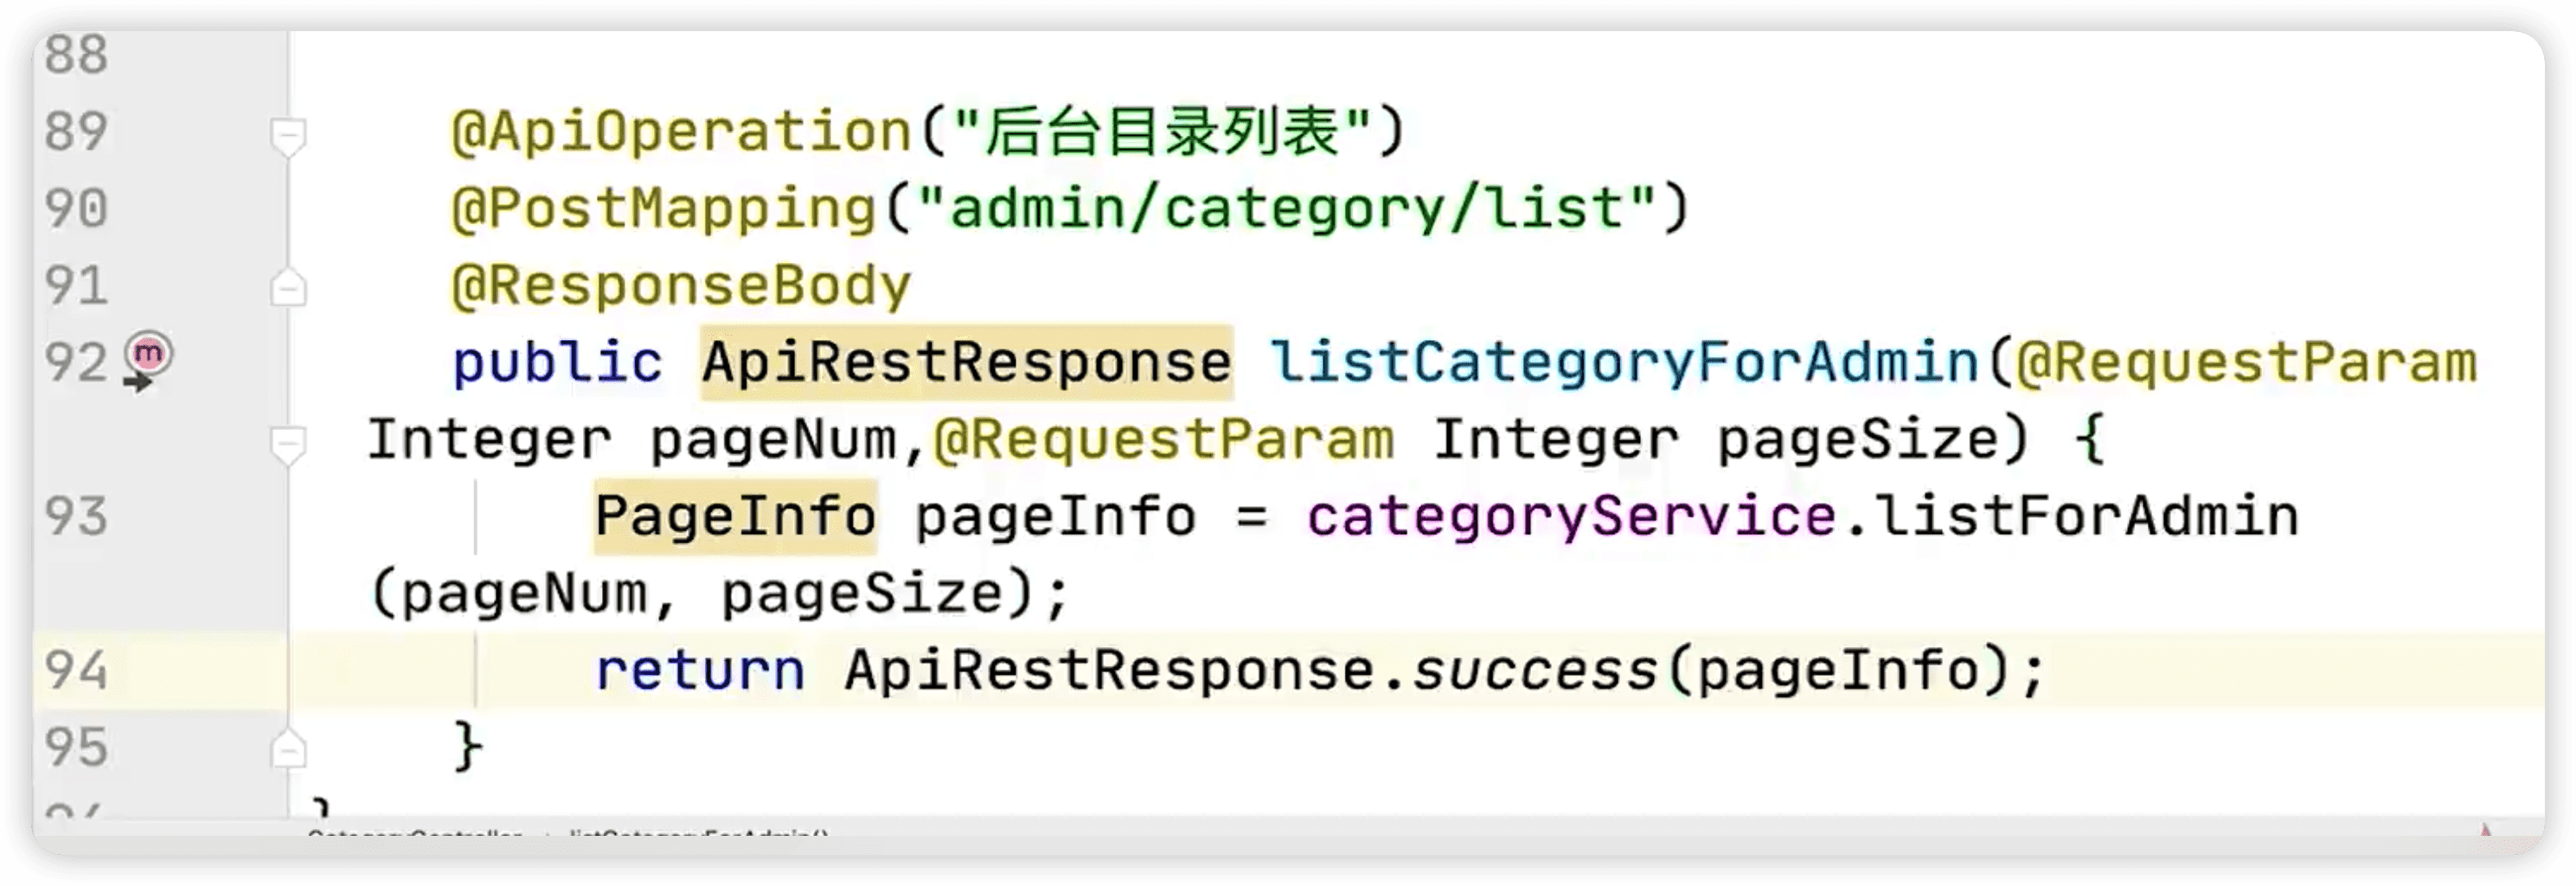 88
89 @ApiOperation("后台目录列表")
90 @PostMapping("admin/category/list")
91 @ResponseBody
92 public ApiRestResponse listCategoryForAdmin(@RequestParam
Integer pageNum,@RequestParam Integer pageSize) {
93 PageInfo pageInfo = categoryService.listForAdmin
(pageNum, pageSize);
94 return ApiRestResponse.success(pageInfo);
95 }
}